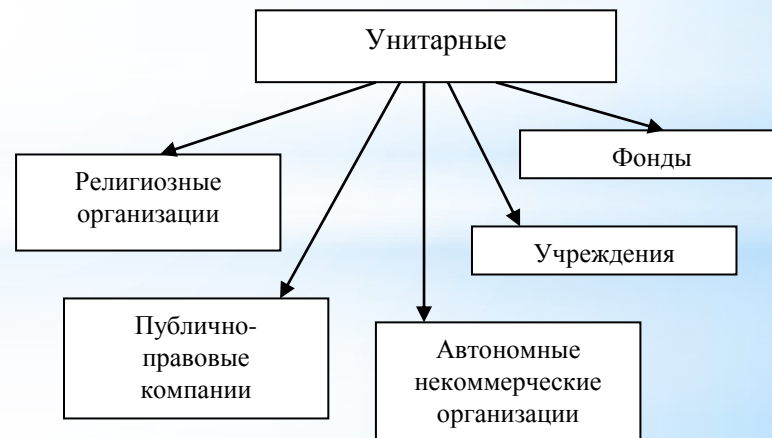 Унитарные
Религиозные
организации
Фонды
Учреждения
Публично-
правовые
компании
Автономные
некоммерческие
организации